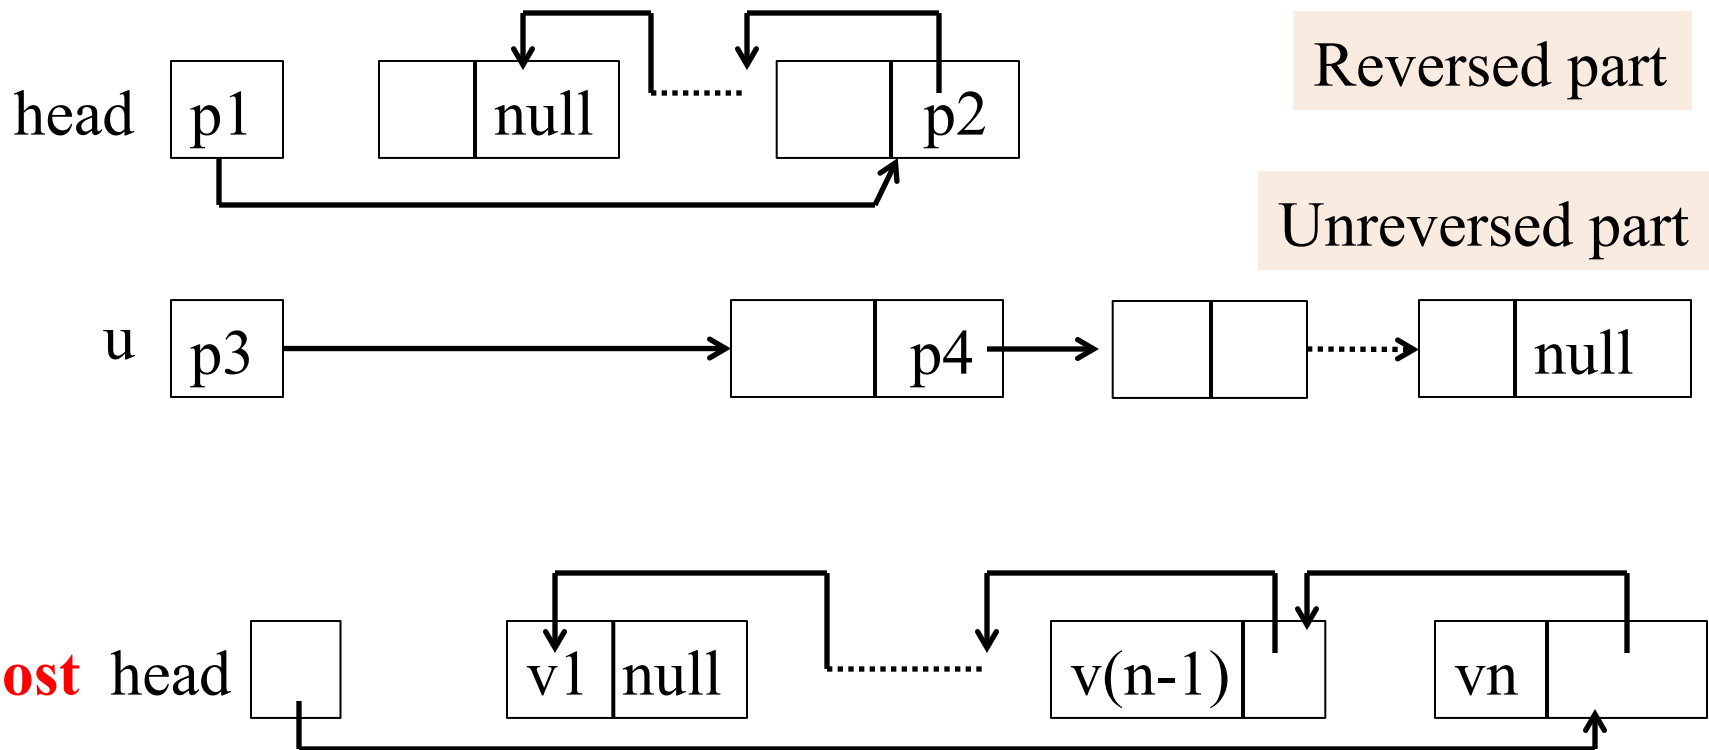 Reversed part
head p1 null p2
Unreversed part
u p3 p4 null
ost head v1 null v(n-1) vn